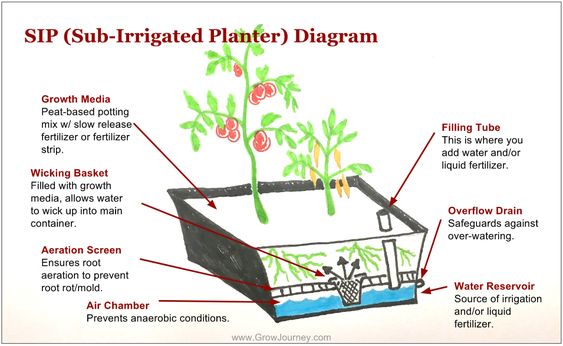 SIP (Sub-Irrigated Planter) Diagram
Growth Media
Peat-based potting
mix w/ slow release
fertilizer or fertilizer
strip.
Wicking Basket
Filled with growth
media, allows water
to wick up into main
container.
Aeration Screen
Ensures root
aeration to prevent
root rot/mold.
Air Chamber
Prevents anaerobic conditions.
Filling Tube
This is where you
add water and/or
liquid fertilizer.
Overflow Drain
Safeguards against
over-watering.
Water Reservoir
Source of irrigation
and/or liquid
fertilizer.
www.GrowJourney.com